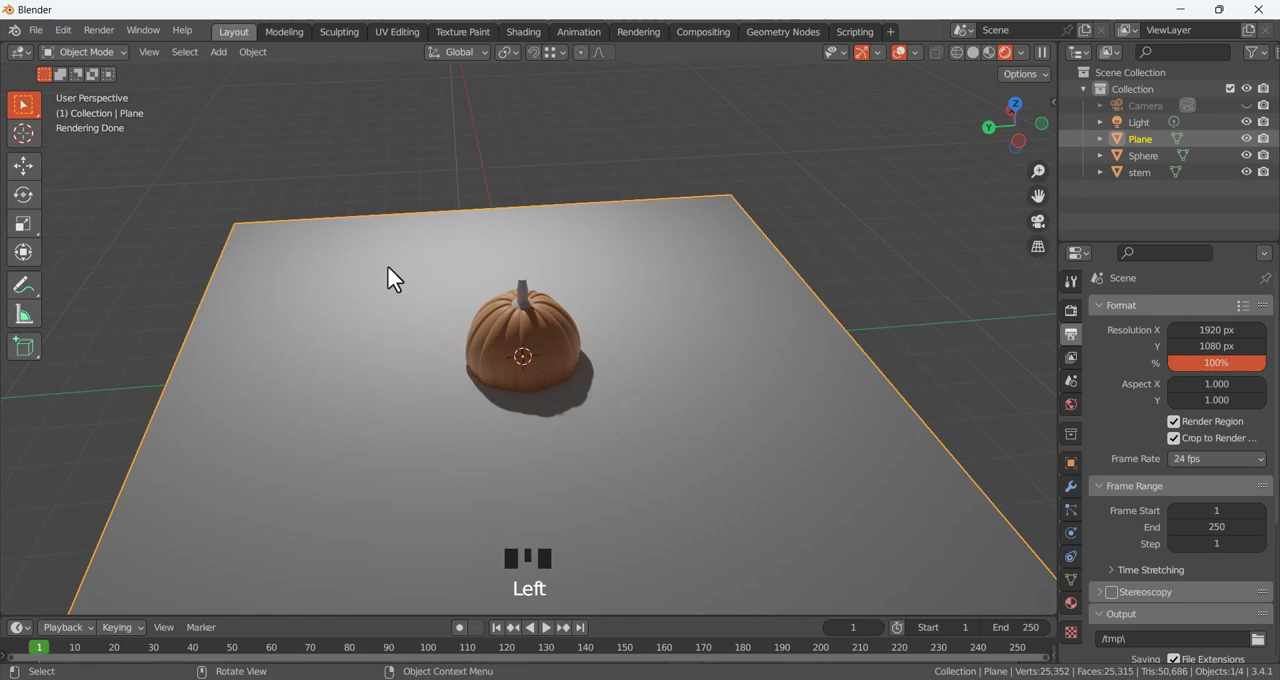 Blender
File Edit Render Window Help Layout Modeling Sculpting UV Editing Texture Paint Shading Animation Rendering Compositing Geometry Nodes Scripting + Scene ViewLayer
Object Mode View Select Add Object Global
Options
User Perspective
(1) Collection | Plane
Rendering Done
Z
Y
Scene Collection
Collection
Camera
Light
Plane
Sphere
stem
Scene
Format
Resolution X 1920 px
Y 1080 px
% 100%
Aspect X 1.000
Y 1.000
Render Region
Crop to Render ...
Frame Rate 24 fps
Frame Range
Frame Start 1
End 250
Step 1
Time Stretching
Stereoscopy
Output
/tmp\
Saving File Extensions
Left
Playback Keying View Marker 1 Start 1 End 250
1 10 20 30 40 50 60 70 80 90 100 110 120 130 140 150 160 170 180 190 200 210 220 230 240 250
Select Rotate View Object Context Menu Collection | Plane | Verts:25,352 | Faces:25,315 | Tris:50,686 | Objects:1/4 | 3.4.1